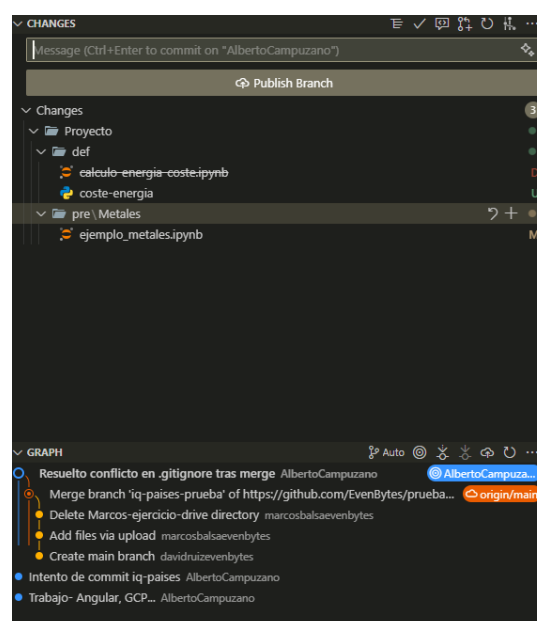 CHANGES
Message (Ctrl+Enter to commit on "AlbertoCampuzano")
Publish Branch
Changes 3
Proyecto
def
calculo-energia-coste.ipynb D
coste-energia U
pre\Metales
ejemplo_metales.ipynb M
GRAPH Auto
Resuelto conflicto en .gitignore tras merge AlbertoCampuzano AlbertoCampuza...
Merge branch 'iq-paises-prueba' of https://github.com/EvenBytes/prueba... origin/main
Delete Marcos-ejercicio-drive directory marcosbalsaevenbytes
Add files via upload marcosbalsaevenbytes
Create main branch davidruizevenbytes
Intento de commit iq-paises AlbertoCampuzano
Trabajo- Angular, GCP... AlbertoCampuzano